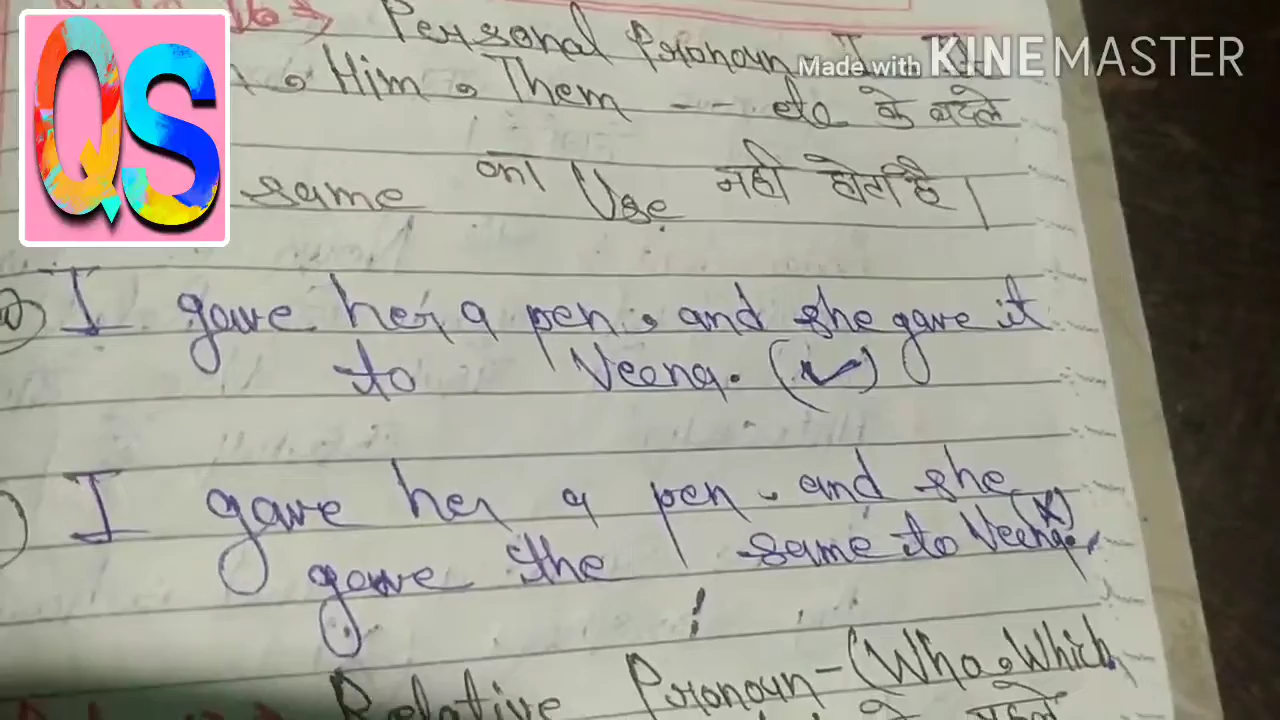 QS
Made with KINEMASTER
Personal Pronoun
Him, Them --- etc के बदले
same का Use नही होता है।
I gave her a pen, and she gave it
to Veena. (✓)
I gave her a pen, and she
gave the same to Veena. (×)
Relative Pronoun-(Who, Which,
के बदले